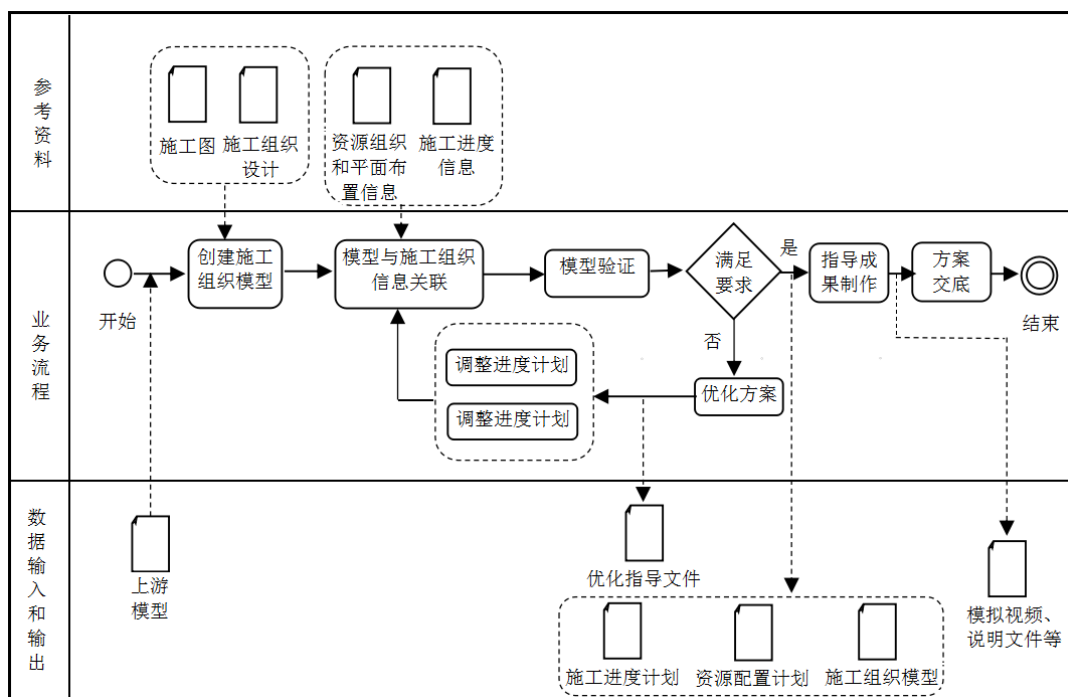 参考资料
施工图
施工组织
设计
资源组织
和平面布
置信息
施工进度
信息
业务流程
开始
创建施工
组织模型
模型与施工组织
信息关联
模型验证
满足
要求
是
否
指导成
果制作
方案
交底
结束
调整进度计划
调整进度计划
优化方案
数据输入和输出
上游
模型
优化指导文件
施工进度计划
资源配置计划
施工组织模型
模拟视频、
说明文件等